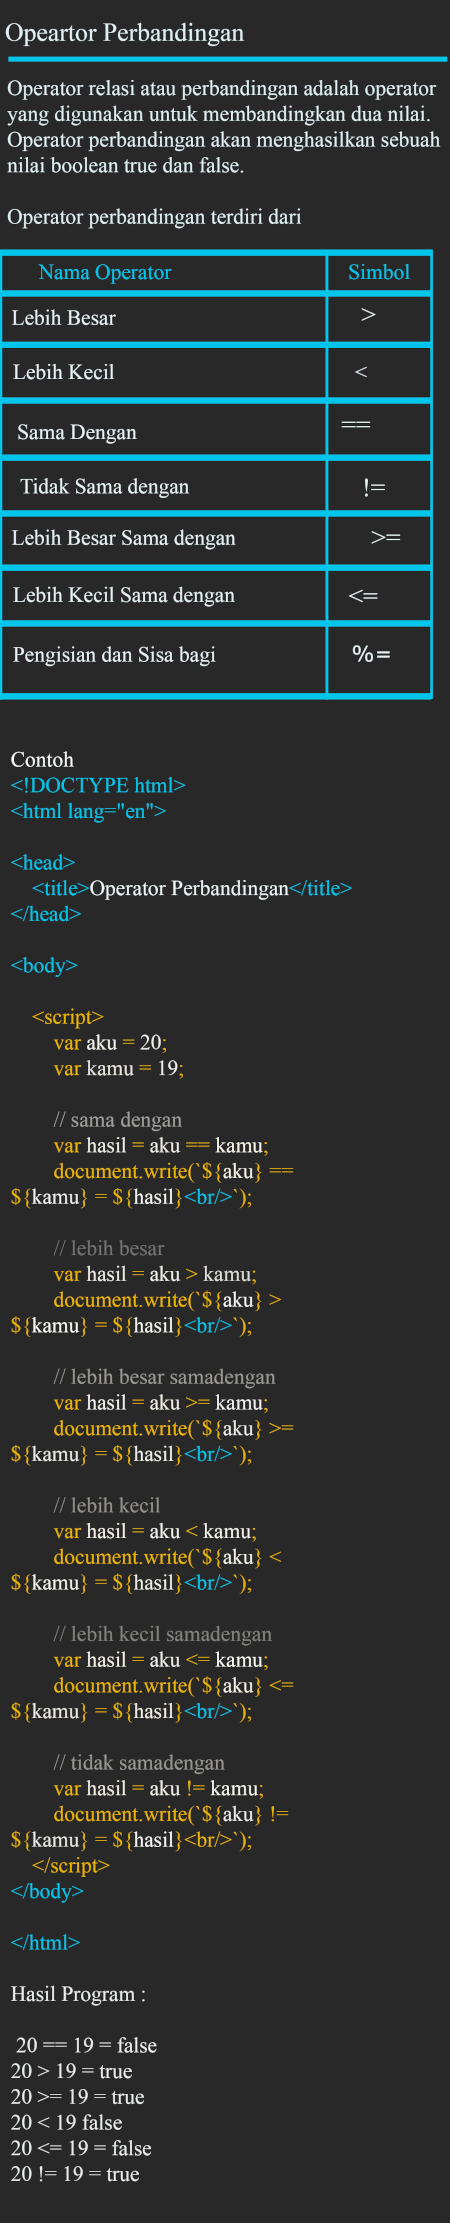 Opeartor Perbandingan
Operator relasi atau perbandingan adalah operator
yang digunakan untuk membandingkan dua nilai.
Operator perbandingan akan menghasilkan sebuah
nilai boolean true dan false.
Operator perbandingan terdiri dari
Nama Operator Simbol
Lebih Besar >
Lebih Kecil <
Sama Dengan ==
Tidak Sama dengan !=
Lebih Besar Sama dengan >=
Lebih Kecil Sama dengan <=
Pengisian dan Sisa bagi %=
Contoh
<!DOCTYPE html>
<html lang="en">
<head>
<title>Operator Perbandingan</title>
</head>
<body>
<script>
var aku = 20;
var kamu = 19;
// sama dengan
var hasil = aku == kamu;
document.write(`${aku} ==
${kamu} = ${hasil}<br/>`);
// lebih besar
var hasil = aku > kamu;
document.write(`${aku} >
${kamu} = ${hasil}<br/>`);
// lebih besar samadengan
var hasil = aku >= kamu;
document.write(`${aku} >=
${kamu} = ${hasil}<br/>`);
// lebih kecil
var hasil = aku < kamu;
document.write(`${aku} <
${kamu} = ${hasil}<br/>`);
// lebih kecil samadengan
var hasil = aku <= kamu;
document.write(`${aku} <=
${kamu} = ${hasil}<br/>`);
// tidak samadengan
var hasil = aku != kamu;
document.write(`${aku} !=
${kamu} = ${hasil}<br/>`);
</script>
</body>
</html>
Hasil Program :
20 == 19 = false
20 > 19 = true
20 >= 19 = true
20 < 19 false
20 <= 19 = false
20 != 19 = true